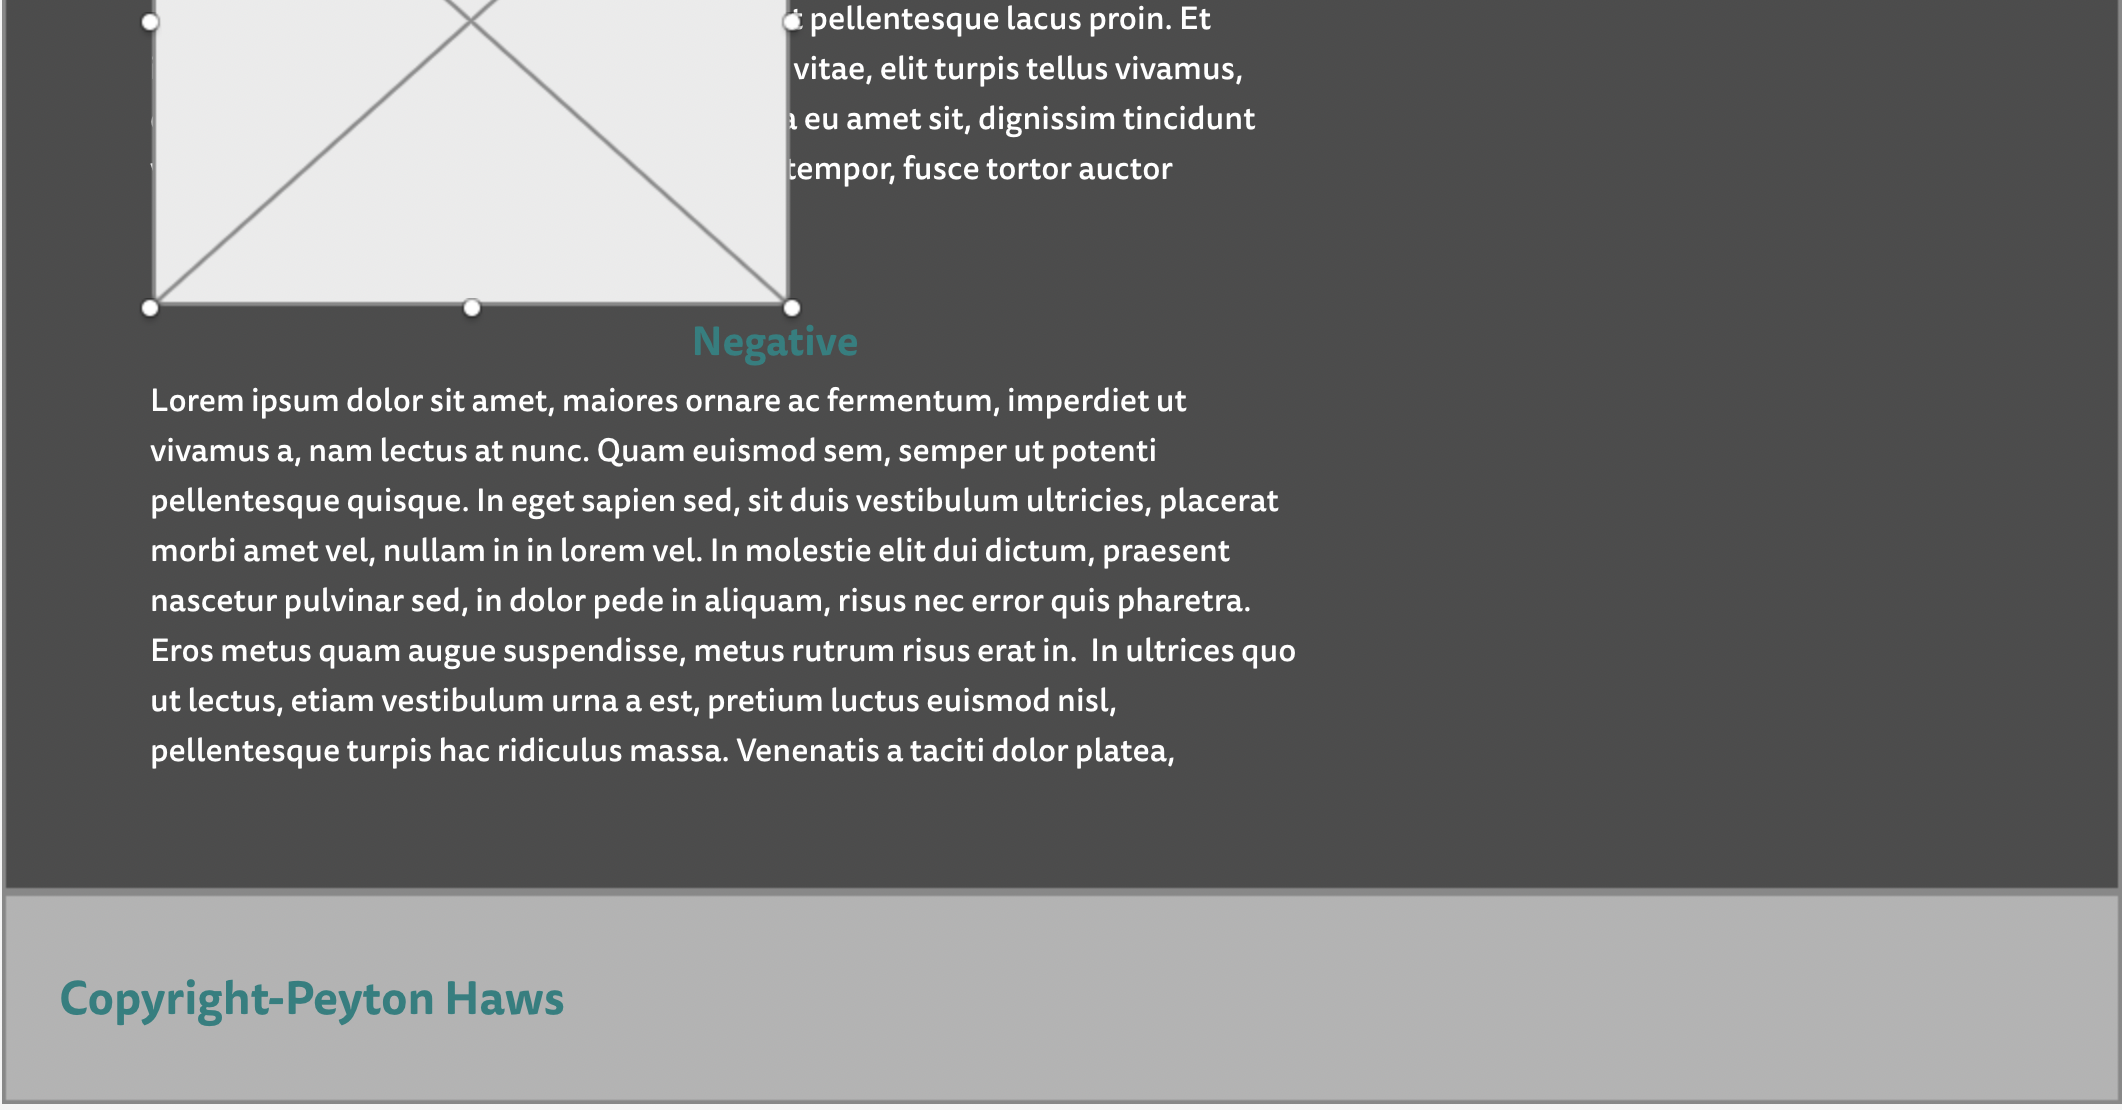 pellentesque lacus proin. Et
vitae, elit turpis tellus vivamus,
eu amet sit, dignissim tincidunt
tempor, fusce tortor auctor
Negative
Lorem ipsum dolor sit amet, maiores ornare ac fermentum, imperdiet ut
vivamus a, nam lectus at nunc. Quam euismod sem, semper ut potenti
pellentesque quisque. In eget sapien sed, sit duis vestibulum ultricies, placerat
morbi amet vel, nullam in in lorem vel. In molestie elit dui dictum, praesent
nascetur pulvinar sed, in dolor pede in aliquam, risus nec error quis pharetra.
Eros metus quam augue suspendisse, metus rutrum risus erat in.  In ultrices quo
ut lectus, etiam vestibulum urna a est, pretium luctus euismod nisl,
pellentesque turpis hac ridiculus massa. Venenatis a taciti dolor platea,
Copyright-Peyton Haws